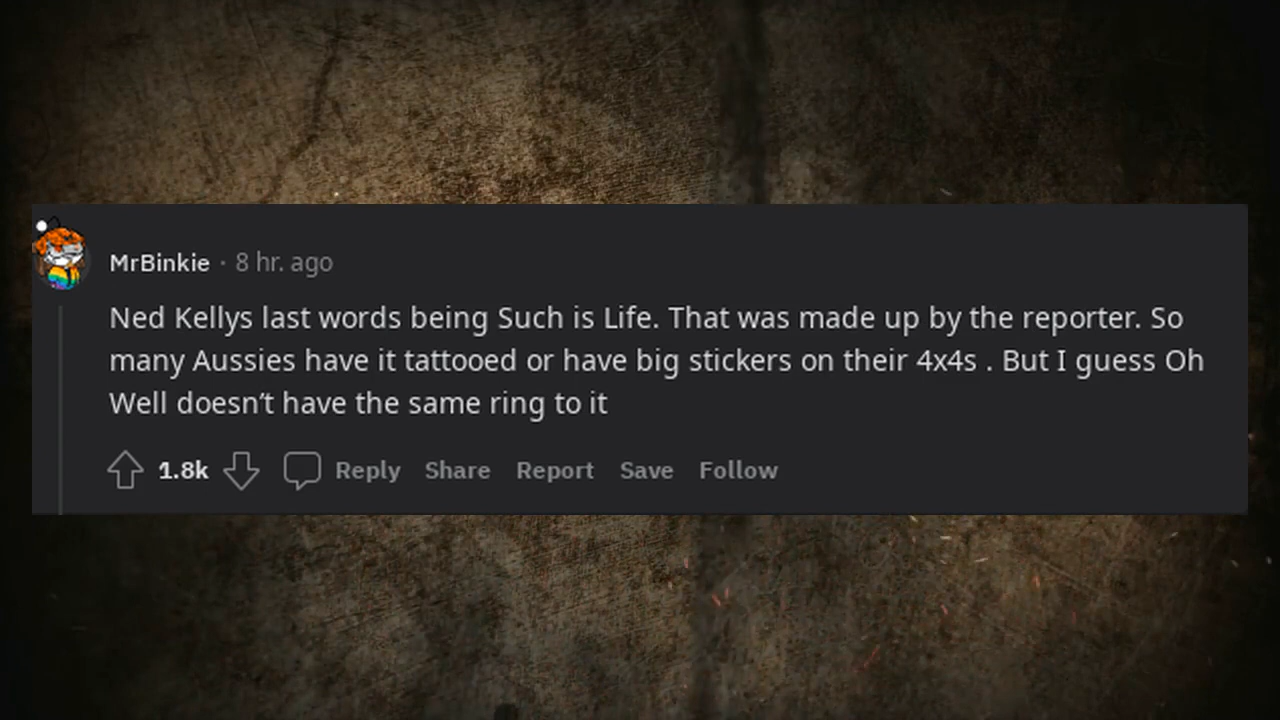 MrBinkie · 8 hr. ago
Ned Kellys last words being Such is Life. That was made up by the reporter. So
many Aussies have it tattooed or have big stickers on their 4x4s . But I guess Oh
Well doesn’t have the same ring to it
1.8k Reply Share Report Save Follow